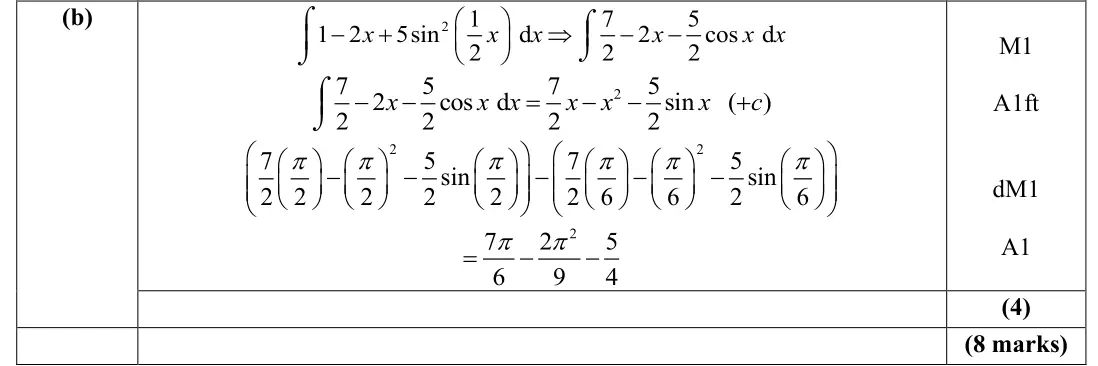 (b) ∫ 1 − 2x + 5sin² (1/2 x) dx ⇒ ∫ 7/2 − 2x − 5/2 cos x dx M1
∫ 7/2 − 2x − 5/2 cos x dx = 7/2 x − x² − 5/2 sin x (+c) A1ft
(7/2 (π/2) − (π/2)² − 5/2 sin (π/2)) − (7/2 (π/6) − (π/6)² − 5/2 sin (π/6)) dM1
= 7π/6 − 2π²/9 − 5/4 A1
(4)
(8 marks)